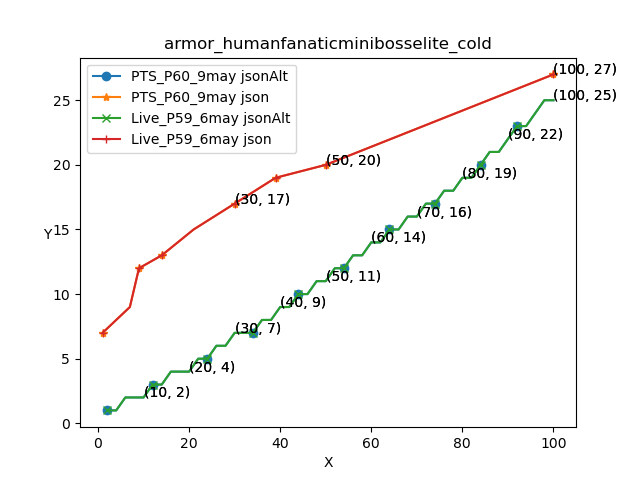 armor_humanfanaticminibosselite_cold
PTS_P60_9may jsonAlt
PTS_P60_9may json
Live_P59_6may jsonAlt
Live_P59_6may json
(100, 27)
(100, 25)
(90, 22)
(50, 20)
(80, 19)
(30, 17)
(70, 16)
(60, 14)
(50, 11)
(40, 9)
(30, 7)
(20, 4)
(10, 2)
Y
25
20
15
10
5
0
0 20 40 60 80 100
X